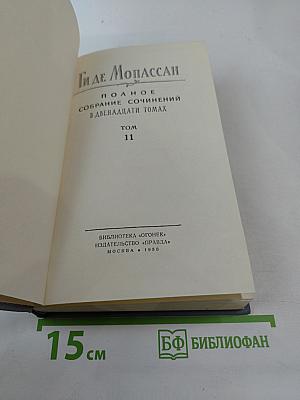 Ги де Мопассан
ПОЛНОЕ
СОБРАНИЕ СОЧИНЕНИЙ
В ДВЕНАДЦАТИ ТОМАХ
ТОМ
11
БИБЛИОТЕКА «ОГОНЕК»
ИЗДАТЕЛЬСТВО «ПРАВДА»
МОСКВА • 1958
15 см
БФ БИБЛИОФАН